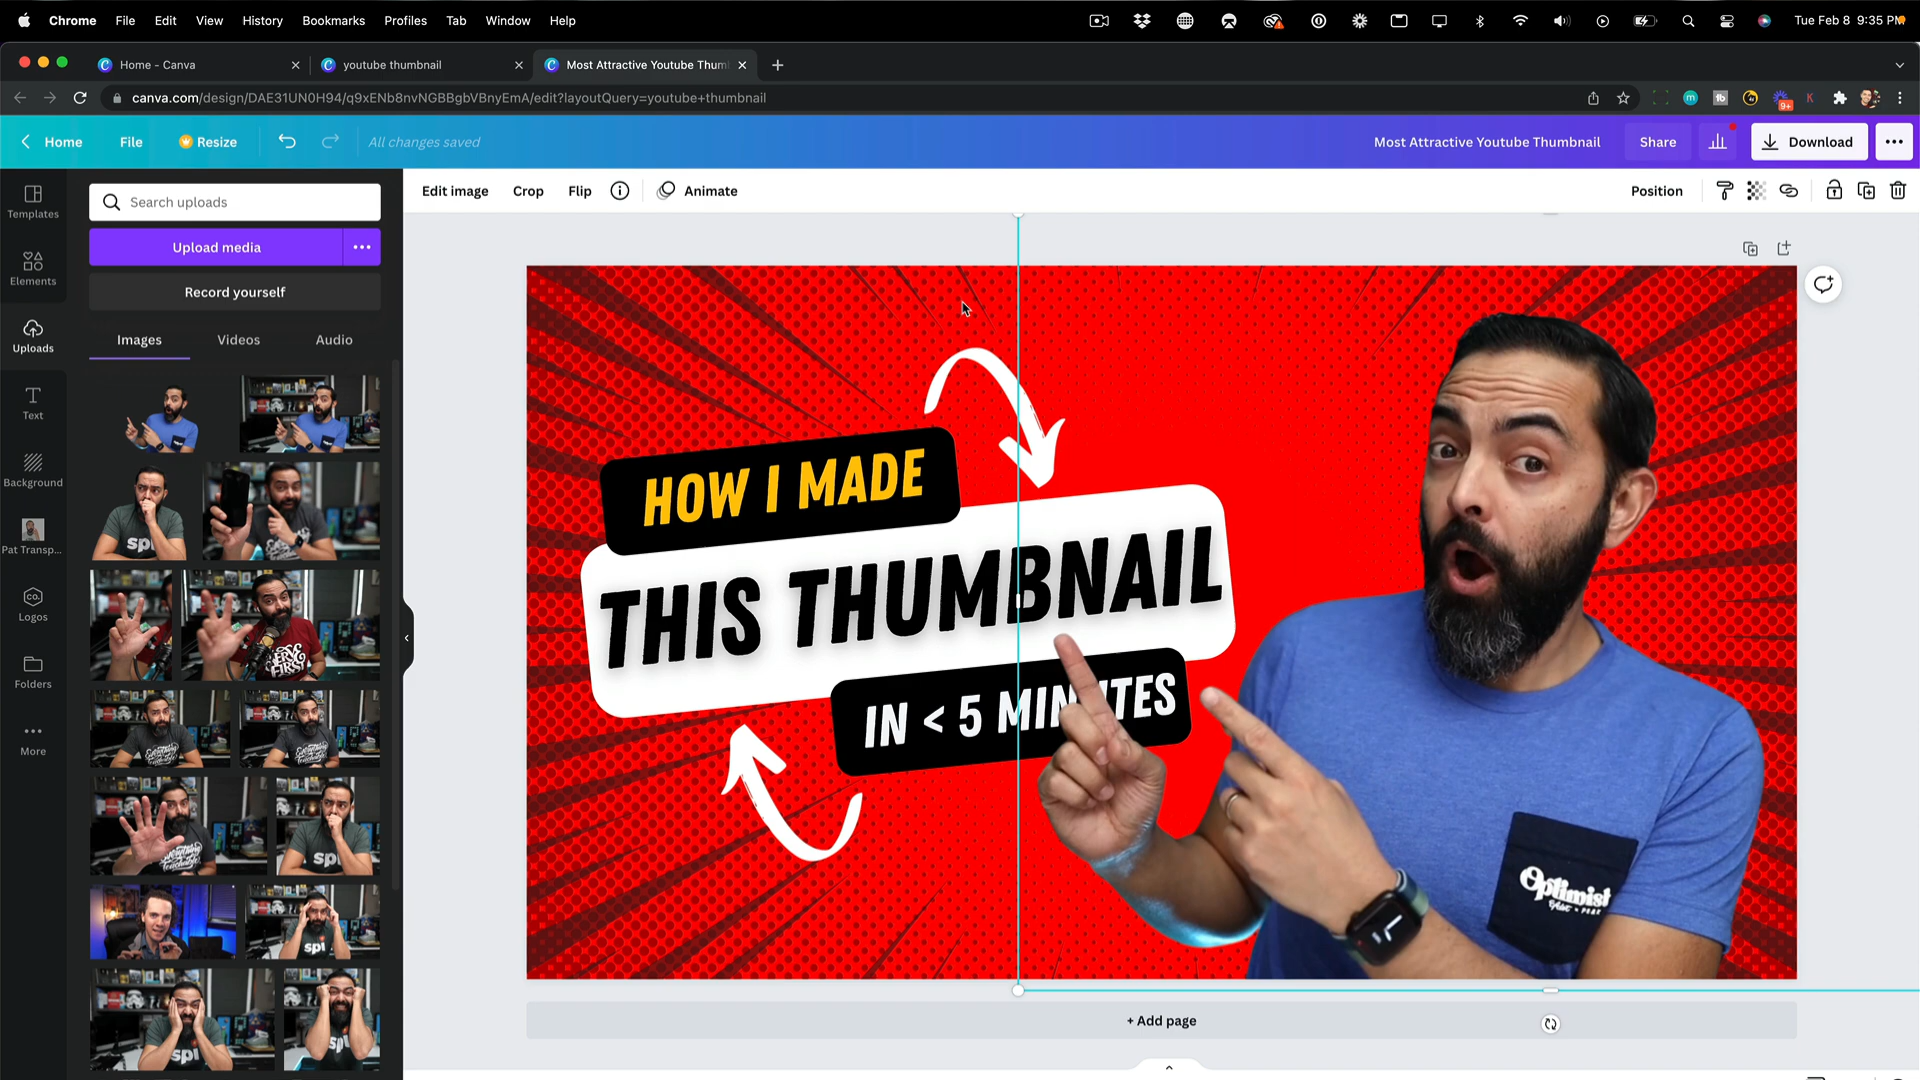 Chrome File Edit View History Bookmarks Profiles Tab Window Help
Tue Feb 8 9:35 PM
Home - Canva
youtube thumbnail
Most Attractive Youtube Thum
canva.com/design/DAE31UN0H94/q9xENb8nvNGBBgbVBnyEmA/edit?layoutQuery=youtube+thumbnail
m
tb
9+
K
Home File Resize All changes saved
Most Attractive Youtube Thumbnail Share Download
Templates
Elements
Uploads
Text
Background
Pat Transp...
CO.
Logos
Folders
More
Search uploads
Upload media
Record yourself
Images Videos Audio
Edit image Crop Flip Animate Position
HOW I MADE
THIS THUMBNAIL
IN < 5 MINUTES
Optimist
+ Add page